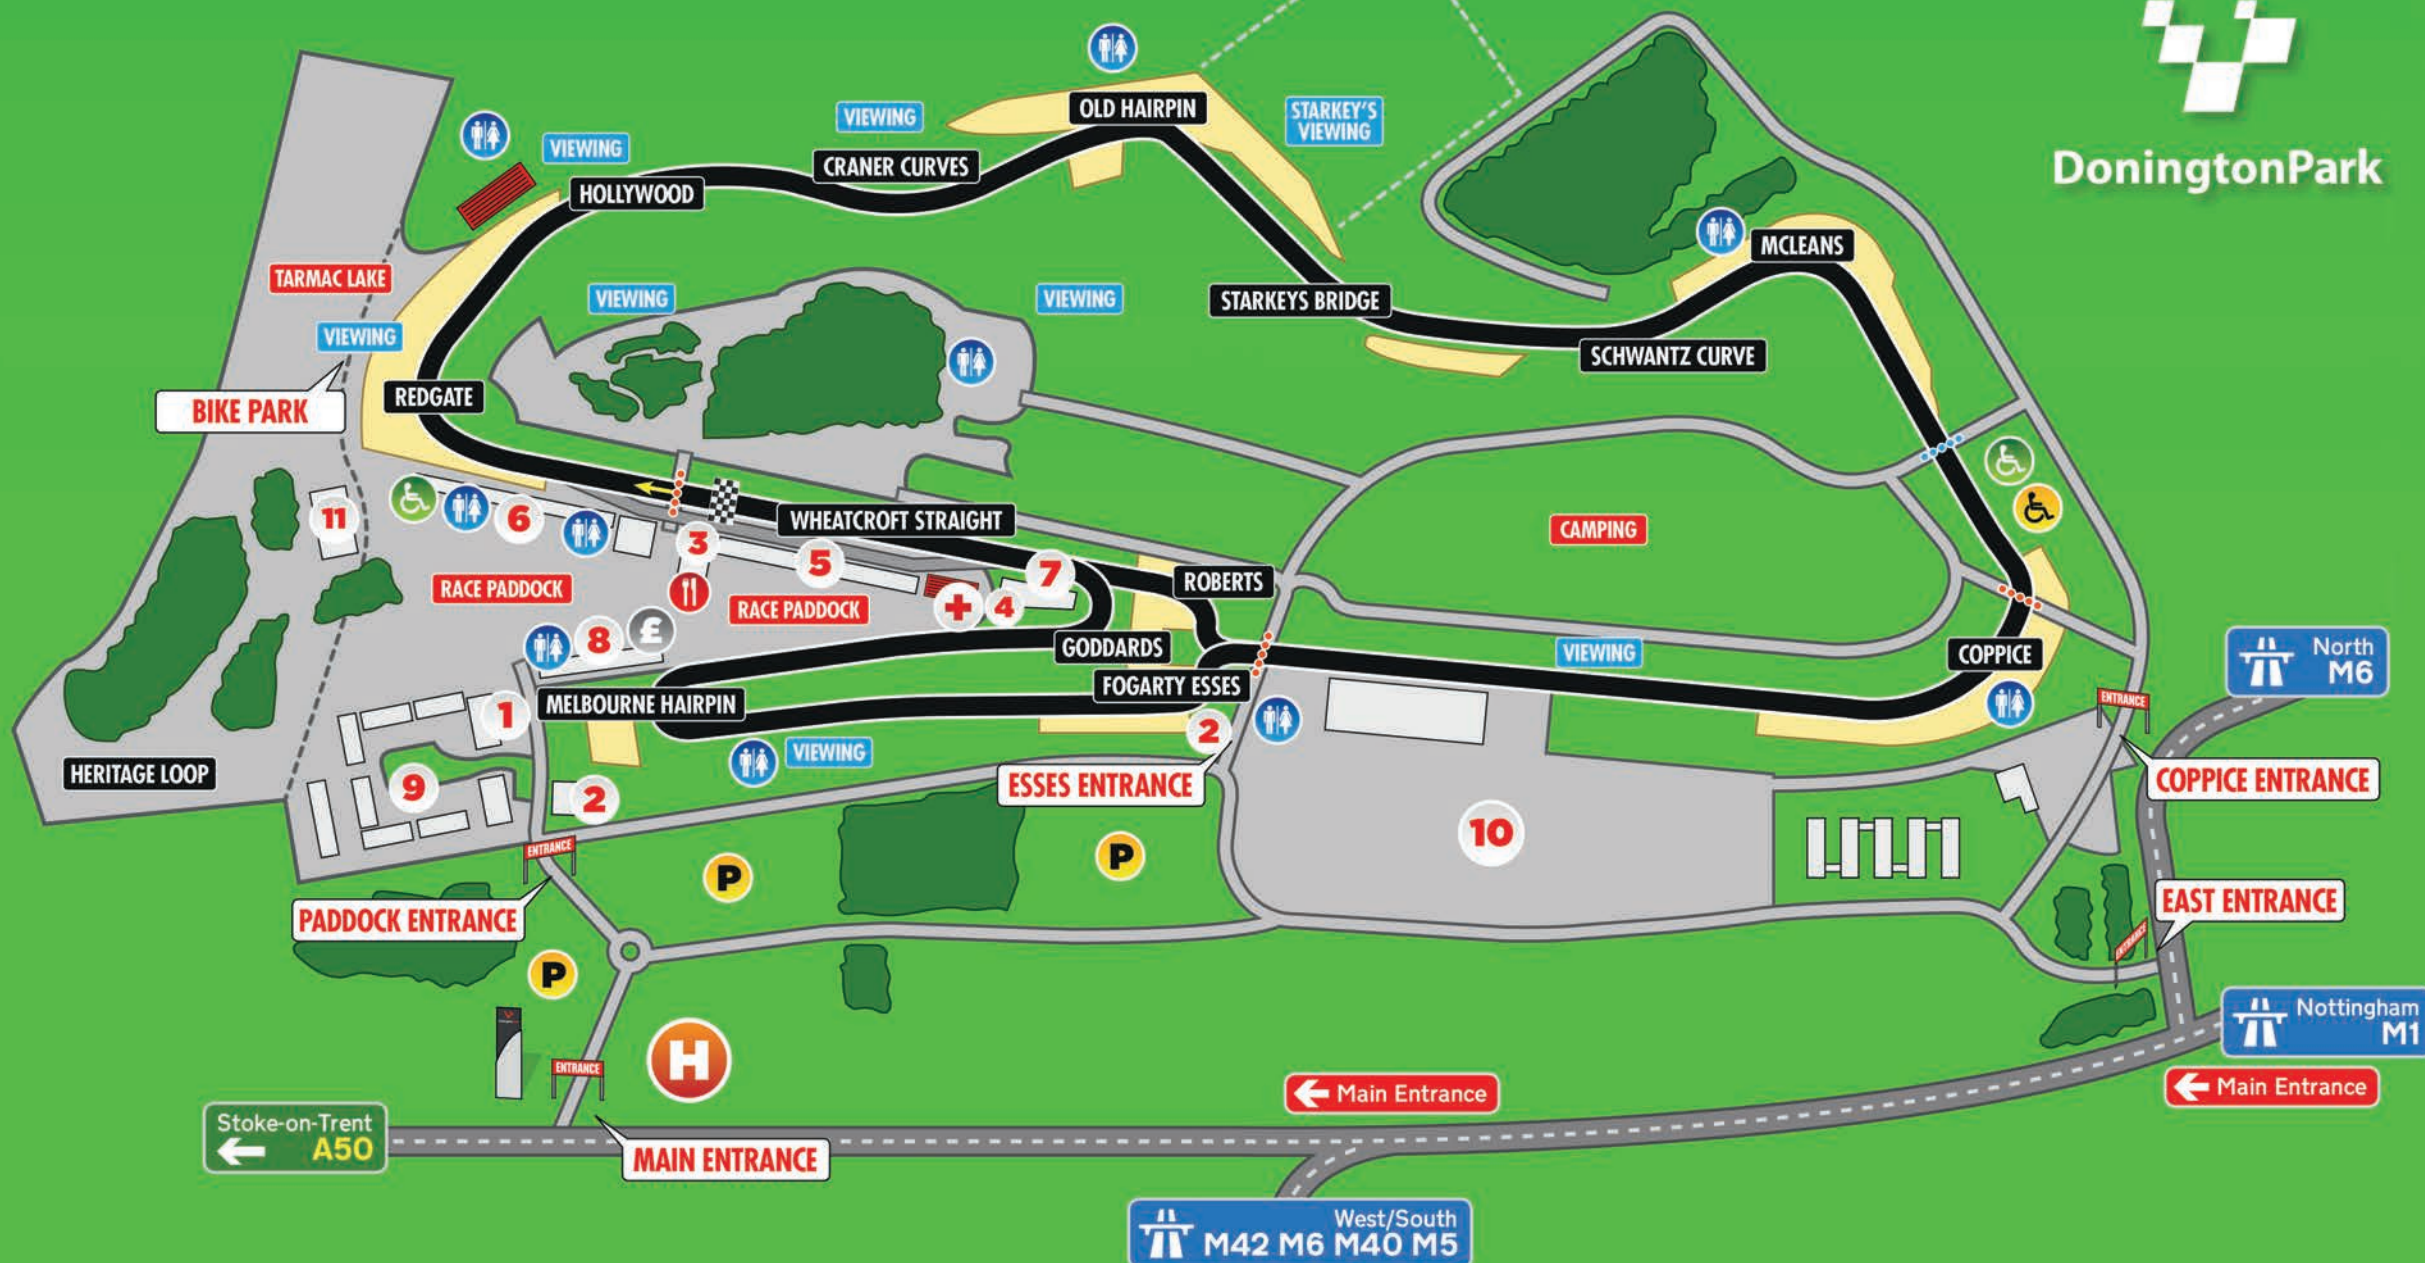 DoningtonPark
OLD HAIRPIN
VIEWING
STARKEY'S
VIEWING
VIEWING
CRANER CURVES
HOLLYWOOD
MCLEANS
TARMAC LAKE
VIEWING
VIEWING
STARKEYS BRIDGE
VIEWING
SCHWANTZ CURVE
REDGATE
BIKE PARK
11
6
WHEATCROFT STRAIGHT
CAMPING
3
5
7
ROBERTS
RACE PADDOCK
RACE PADDOCK
4
8
£
GODDARDS
VIEWING
COPPICE
North
M6
FOGARTY ESSES
MELBOURNE HAIRPIN
1
ENTRANCE
2
VIEWING
HERITAGE LOOP
9
2
ESSES ENTRANCE
COPPICE ENTRANCE
10
ENTRANCE
P
P
EAST ENTRANCE
PADDOCK ENTRANCE
ENTRANCE
P
Nottingham
M1
H
ENTRANCE
Main Entrance
Main Entrance
Stoke-on-Trent
A50
MAIN ENTRANCE
West/South
M42 M6 M40 M5